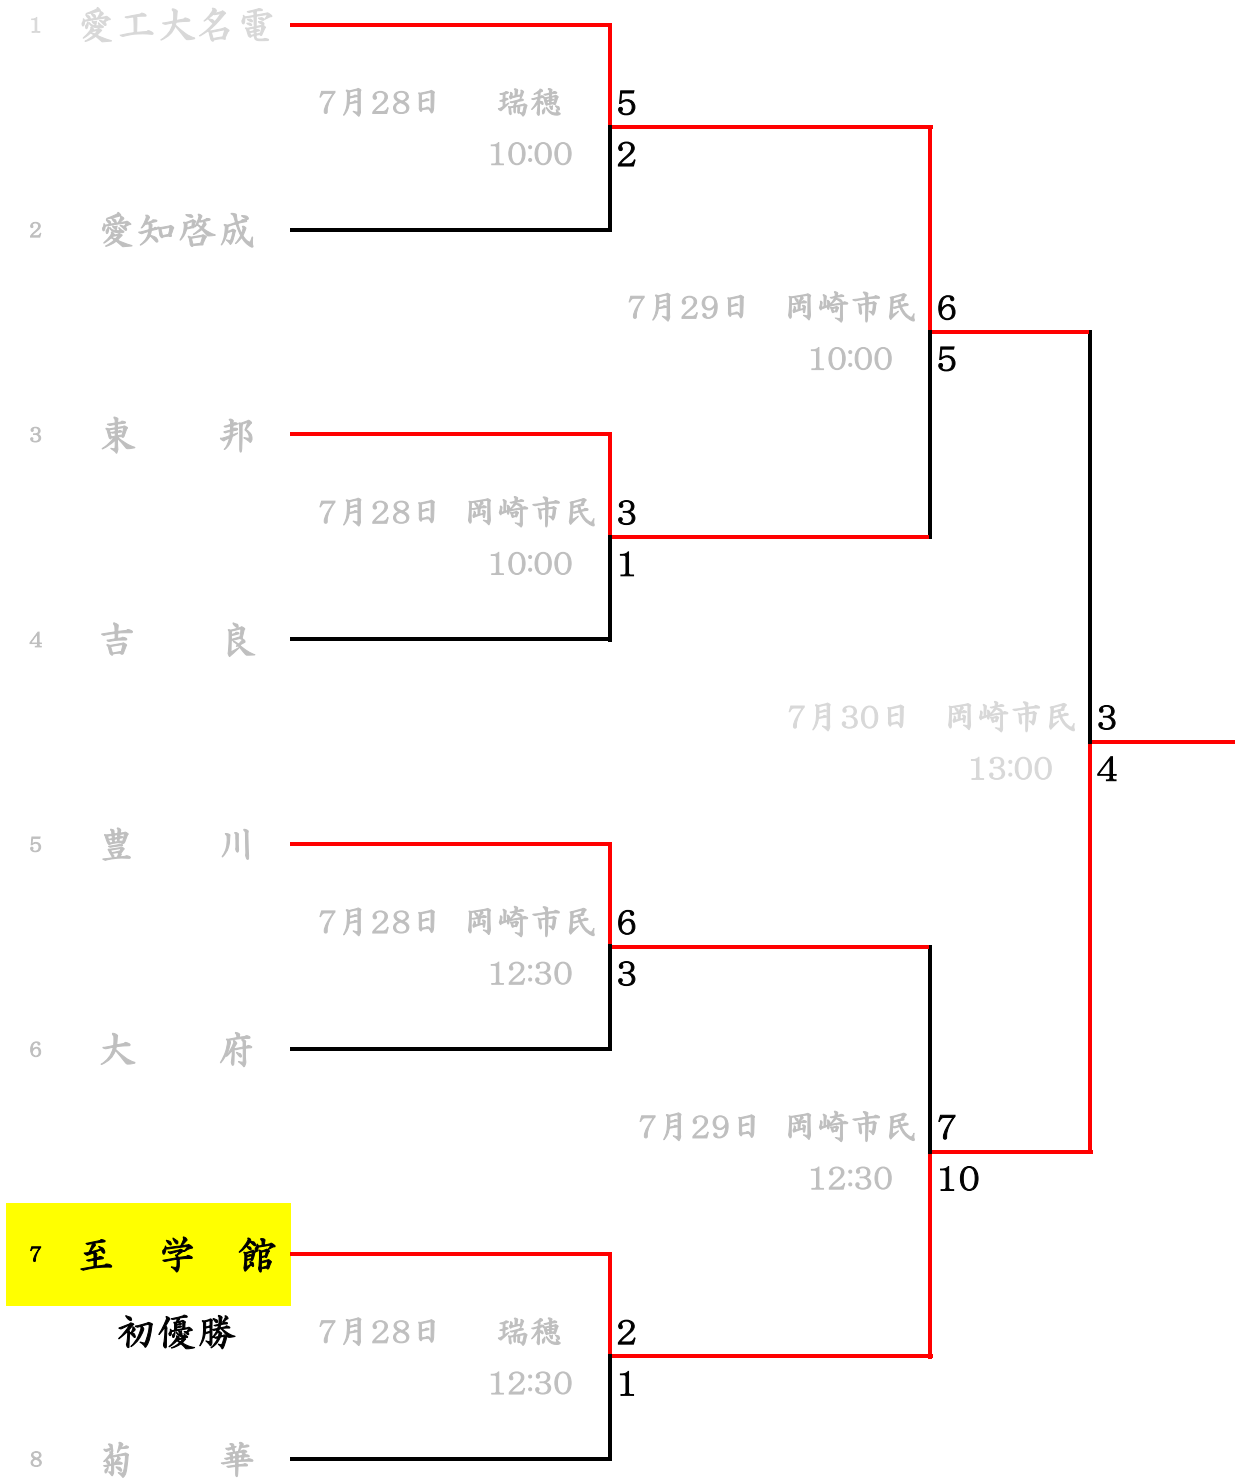 1 愛工大名電
7月28日 瑞穂 5
10:00 2
2 愛知啓成
7月29日 岡崎市民 6
10:00 5
3 東邦
7月28日 岡崎市民 3
10:00 1
4 吉良
7月30日 岡崎市民 3
13:00 4
5 豊川
7月28日 岡崎市民 6
12:30 3
6 大府
7月29日 岡崎市民 7
12:30 10
7 至学館
初優勝
7月28日 瑞穂 2
12:30 1
8 菊華